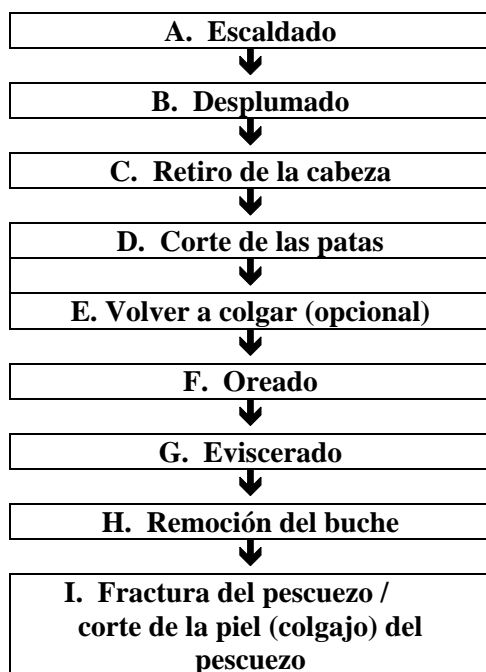 A. Escaldado
B. Desplumado
C. Retiro de la cabeza
D. Corte de las patas
E. Volver a colgar (opcional)
F. Oreado
G. Eviscerado
H. Remoción del buche
I. Fractura del pescuezo /
corte de la piel (colgajo) del
pescuezo